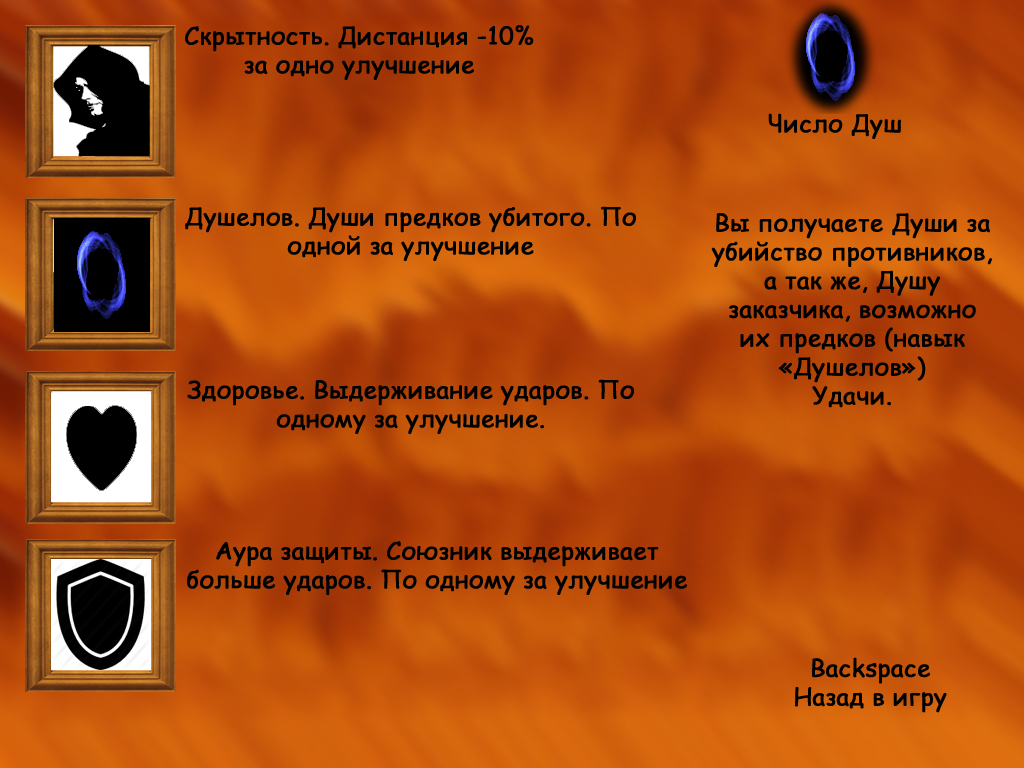 Скрытность. Дистанция -10%
за одно улучшение
Число Душ
Душелов. Души предков убитого. По
одной за улучшение
Вы получаете Души за
убийство противников,
а так же, Душу
заказчика, возможно
их предков (навык
«Душелов»)
Удачи.
Здоровье. Выдерживание ударов. По
одному за улучшение.
Аура защиты. Союзник выдерживает
больше ударов. По одному за улучшение
Backspace
Назад в игру